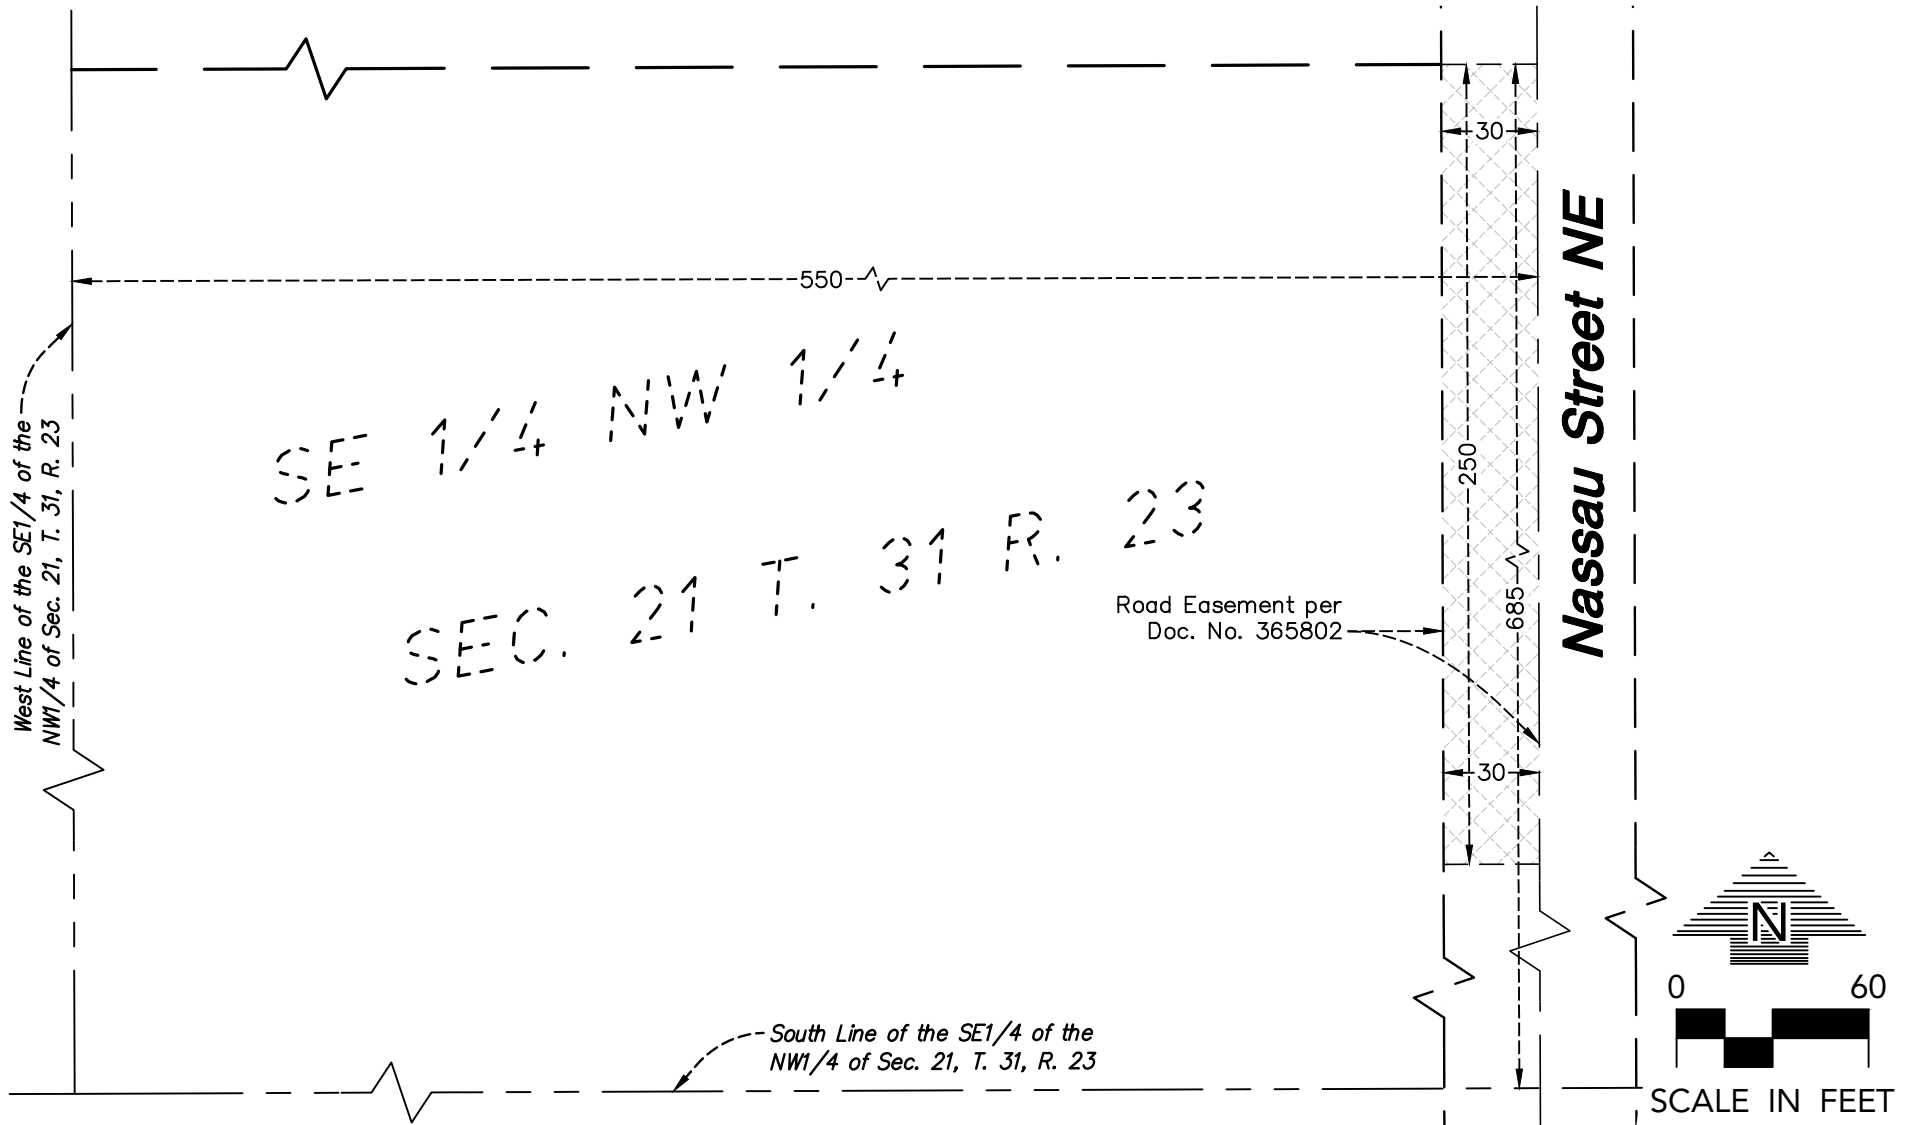 30
550
West Line of the SE1/4 of the
NW1/4 of Sec. 21, T. 31, R. 23
SE 1/4 NW 1/4
SEC. 21 T. 31 R. 23
250
685
Nassau Street NE
Road Easement per
Doc. No. 365802
30
N
South Line of the SE1/4 of the
NW1/4 of Sec. 21, T. 31, R. 23
0 60
SCALE IN FEET